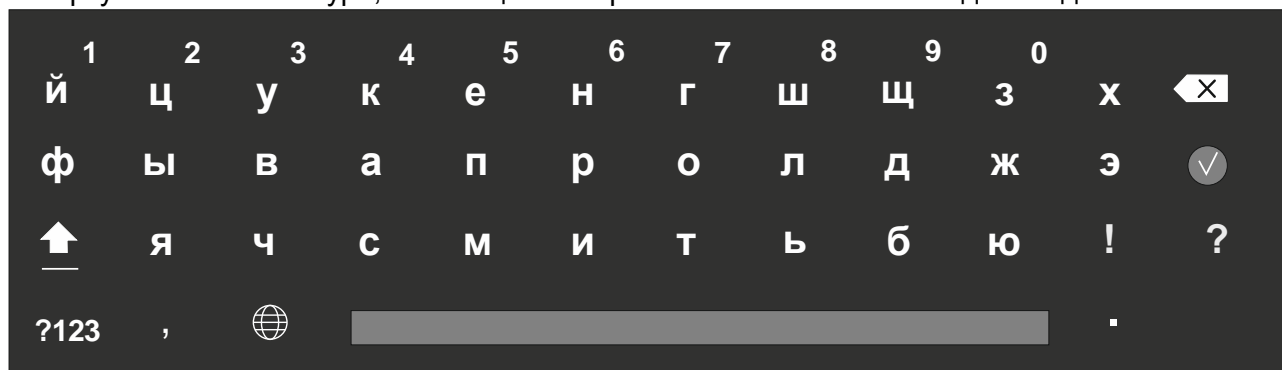 1 2 3 4 5 6 7 8 9 0
й ц у к е н г ш щ з х
ф ы в а п р о л д ж э
я ч с м и т ь б ю ! ?
?123 , .